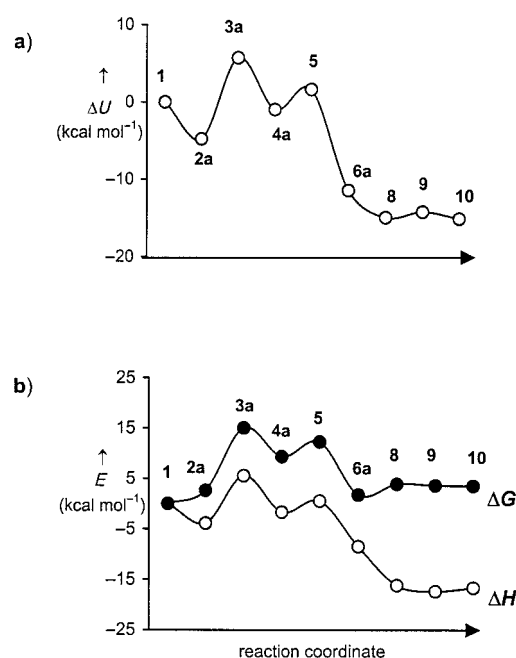 a)
10
0
−10
−20
↑
ΔU
(kcal mol⁻¹)
1
2a
3a
4a
5
6a
8
9
10
b)
25
15
5
−5
−15
−25
↑
E
(kcal mol⁻¹)
1
2a
3a
4a
5
6a
8
9
10
ΔG
ΔH
reaction coordinate